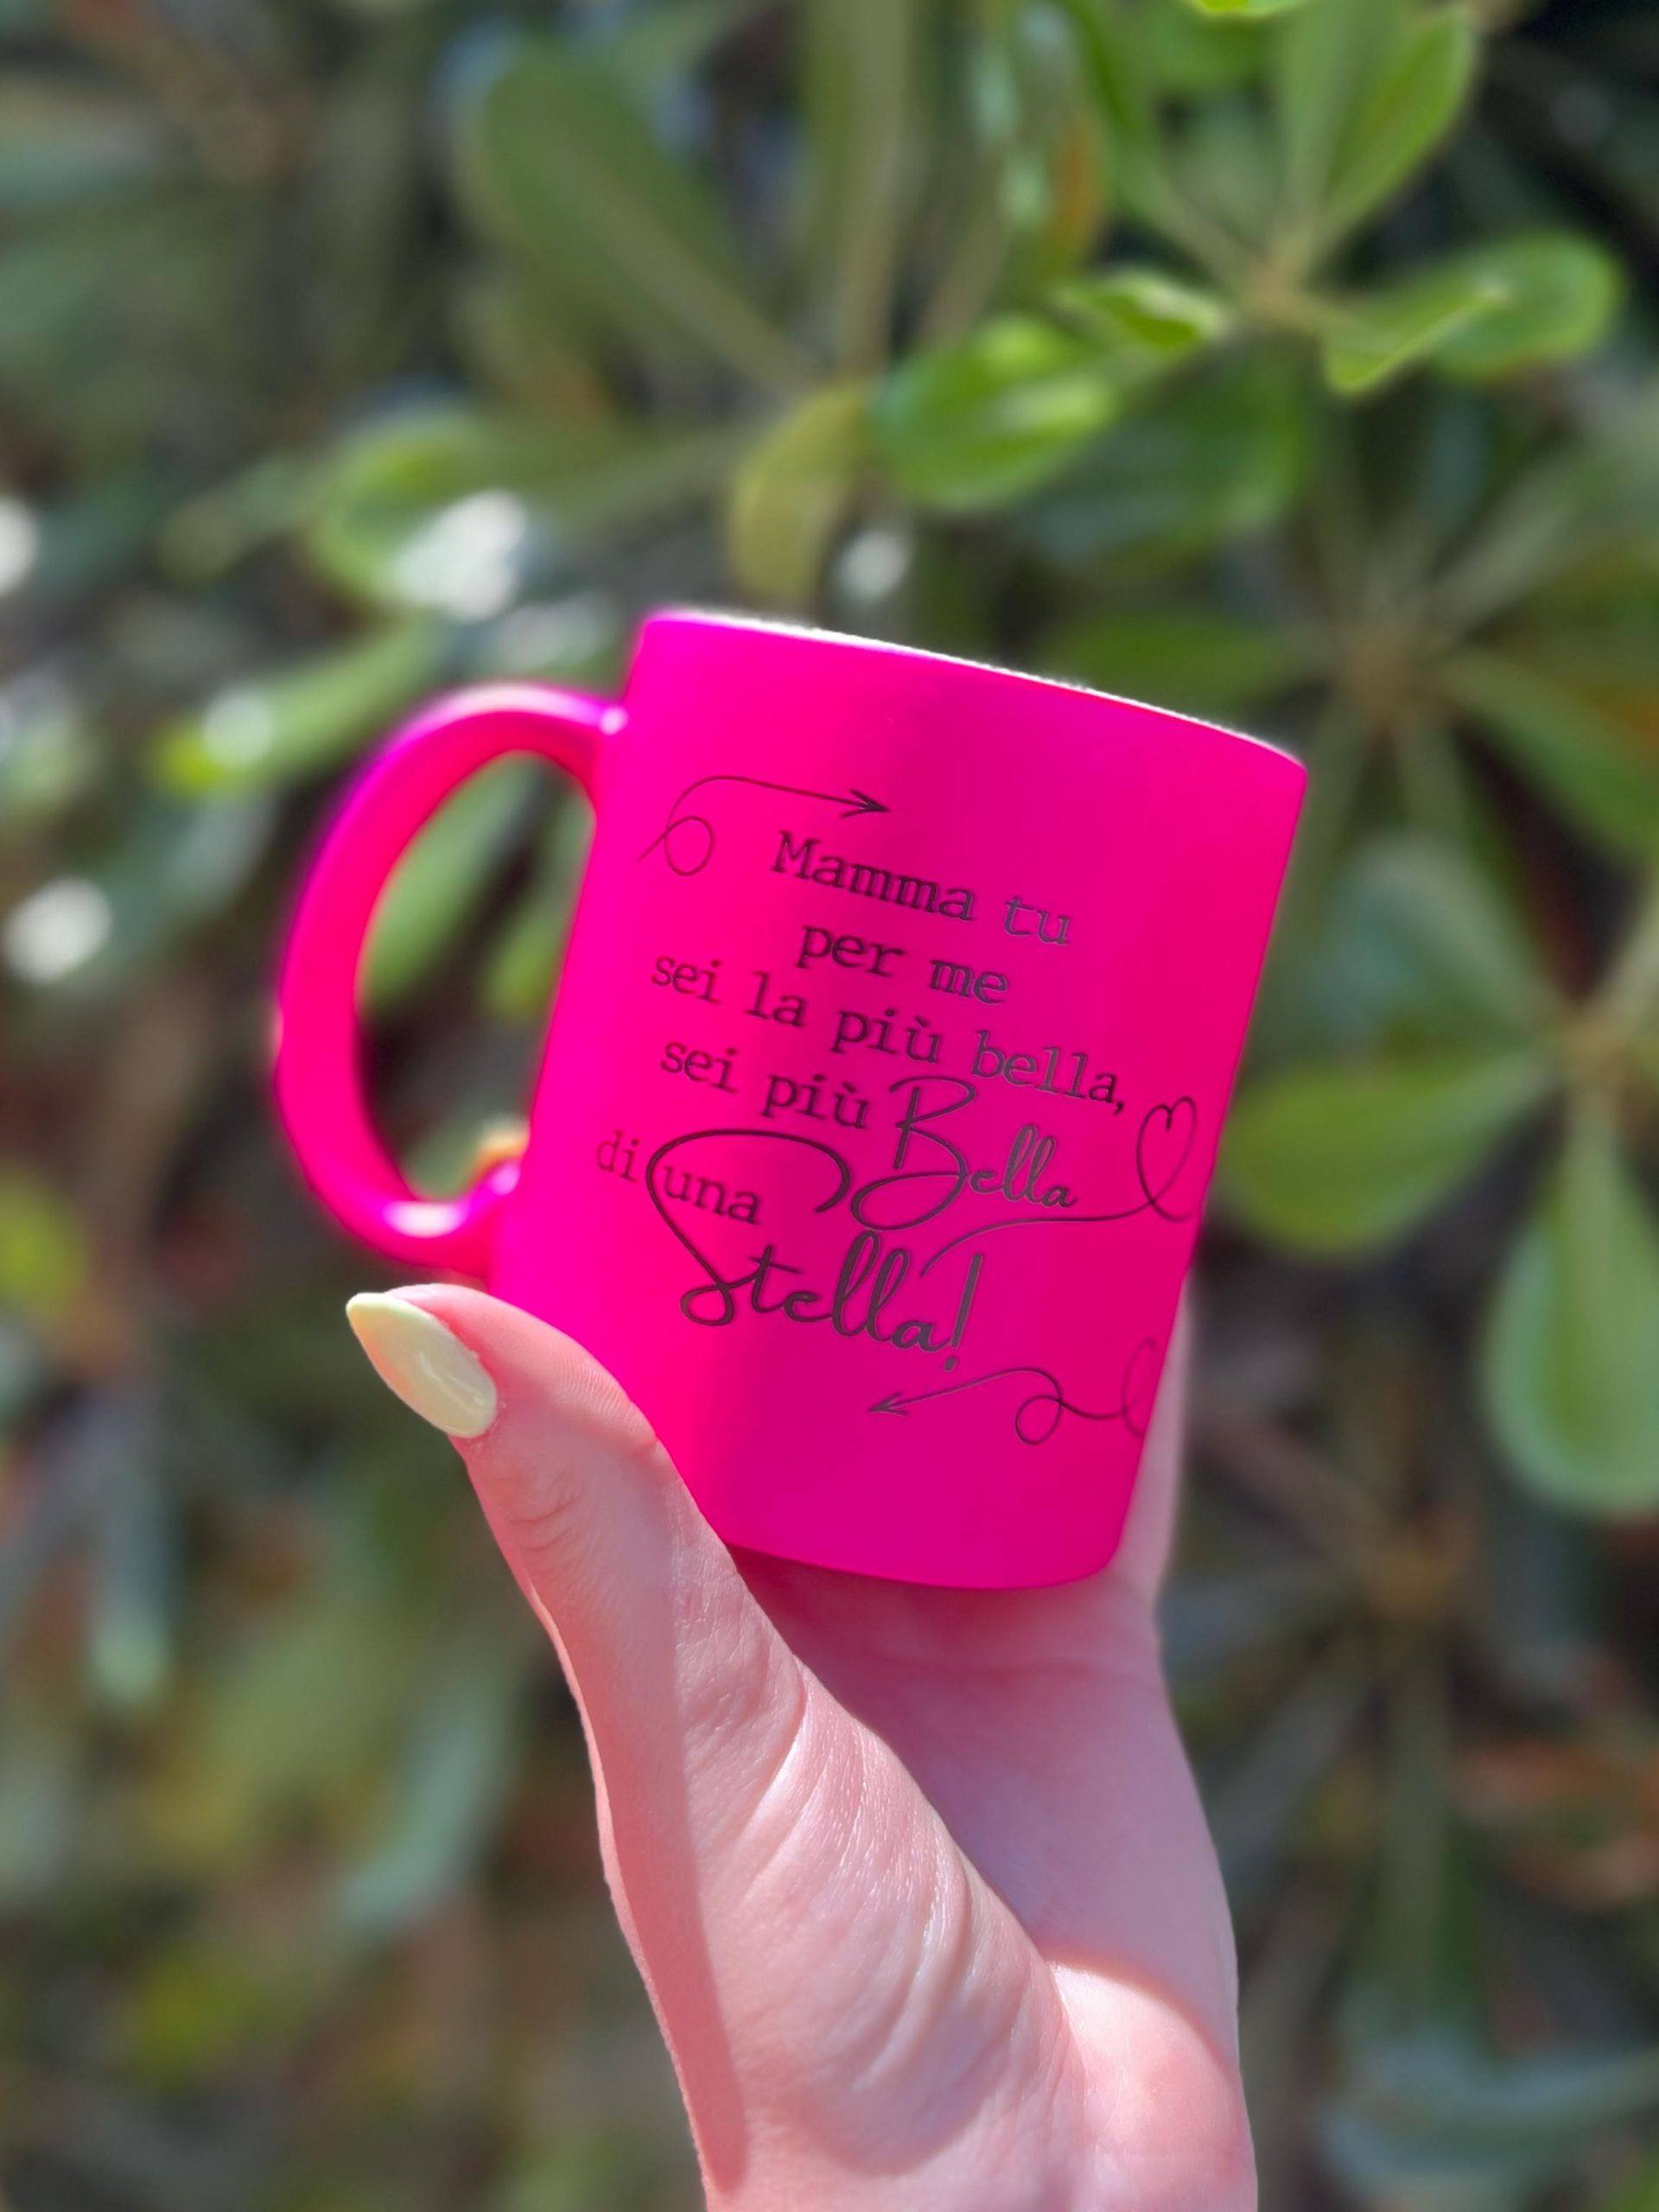 Mamma tu
per me
sei la più bella,
sei più Bella
di una
Stella!